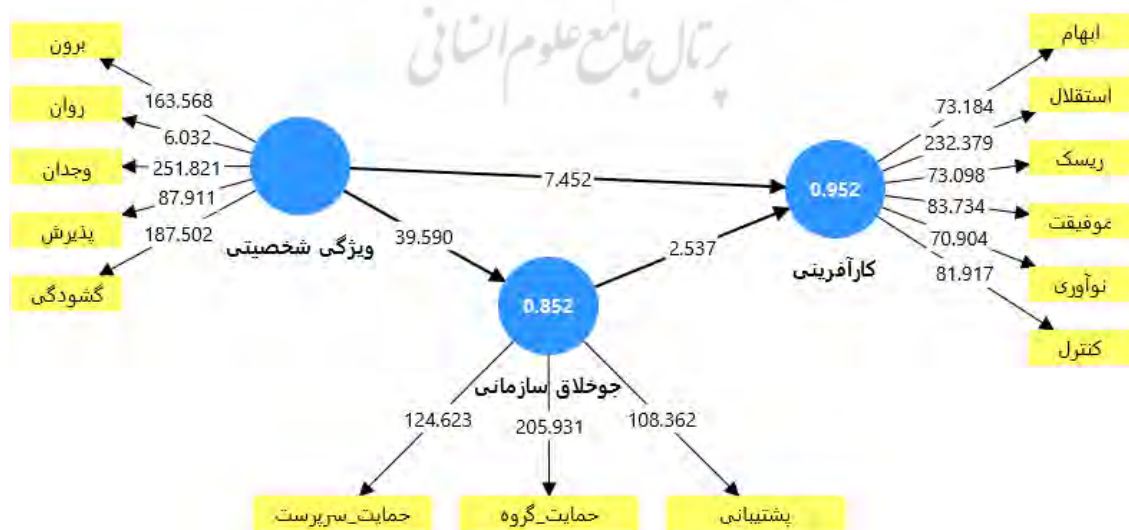 پرتال جامع علوم انسانی
برون
163.568
روان
6.032
وجدان
251.821
پذیرش
87.911
گشودگی
187.502
ویژگی شخصیتی
7.452
39.590
2.537
0.952
کارآفرینی
ابهام
73.184
استقلال
232.379
ریسک
73.098
موفیقت
83.734
نوآوری
70.904
کنترل
81.917
0.852
جوخلاق سازمانی
124.623
205.931
108.362
حمایت_سرپرست
حمایت_گروه
پشتیبانی